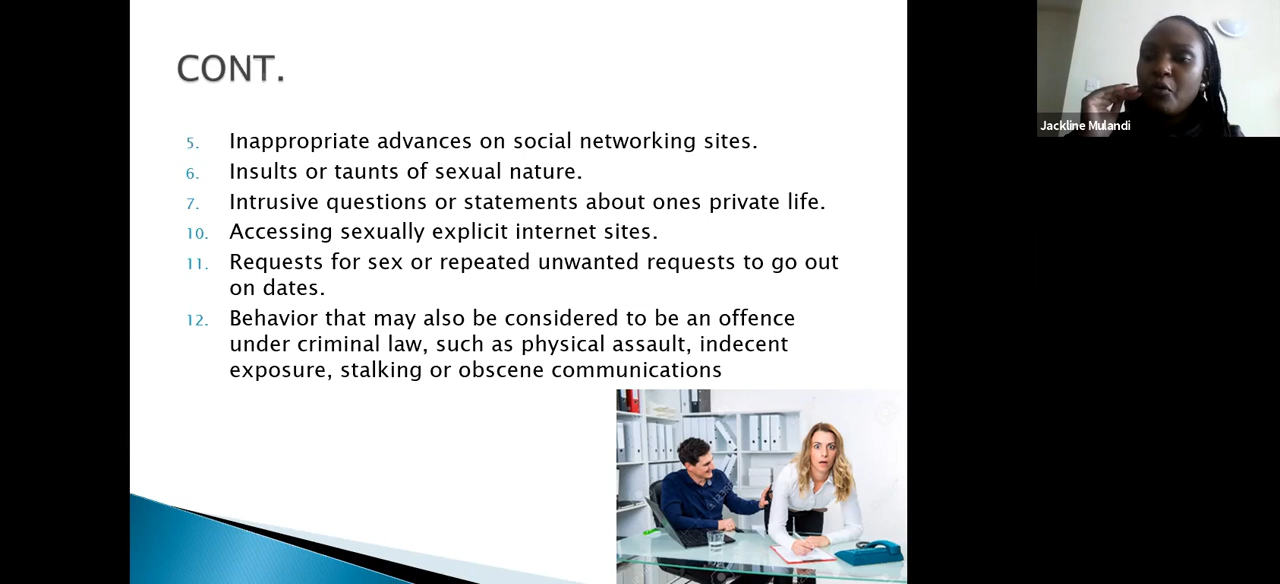 CONT.
5. Inappropriate advances on social networking sites.
6. Insults or taunts of sexual nature.
7. Intrusive questions or statements about ones private life.
10. Accessing sexually explicit internet sites.
11. Requests for sex or repeated unwanted requests to go out
on dates.
12. Behavior that may also be considered to be an offence
under criminal law, such as physical assault, indecent
exposure, stalking or obscene communications
Jackline Mulandi